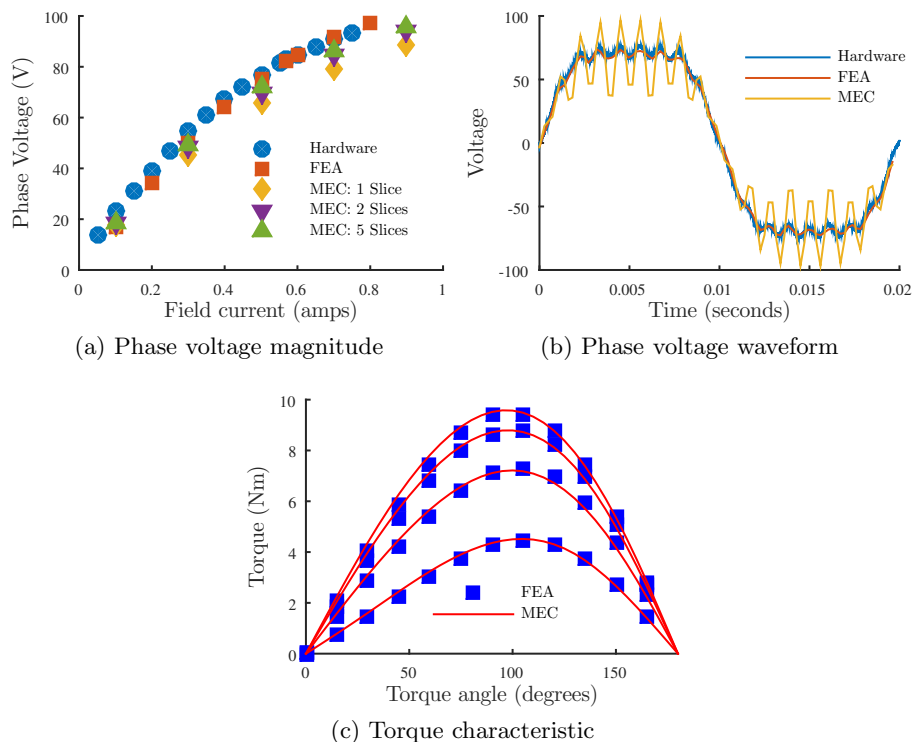 100
80
60
40
20
0
Phase Voltage (V)
Hardware
FEA
MEC: 1 Slice
MEC: 2 Slices
MEC: 5 Slices
0 0.2 0.4 0.6 0.8 1
Field current (amps)
(a) Phase voltage magnitude
100
50
0
-50
-100
Voltage
Hardware
FEA
MEC
0 0.005 0.01 0.015 0.02
Time (seconds)
(b) Phase voltage waveform
10
8
6
4
2
0
Torque (Nm)
FEA
MEC
0 50 100 150
Torque angle (degrees)
(c) Torque characteristic